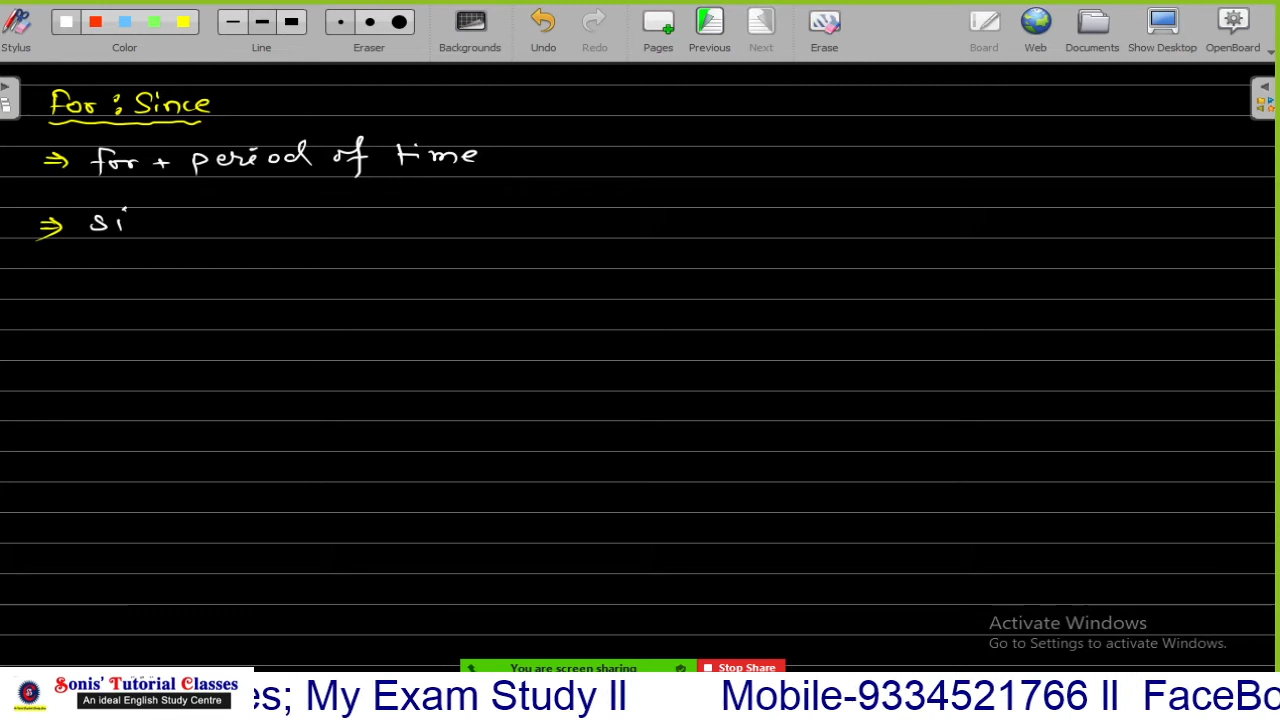 Stylus
Color
Line
Eraser
Backgrounds
Undo
Redo
Pages
Previous
Next
Erase
Board
Web
Documents
Show Desktop
OpenBoard
For : Since
⇒ for + period of time
⇒ si
Activate Windows
Go to Settings to activate Windows.
You are screen sharing
Stop Share
Sonis' Tutorial Classes
An ideal English Study Centre
es; My Exam Study ll Mobile-9334521766 ll FaceBo